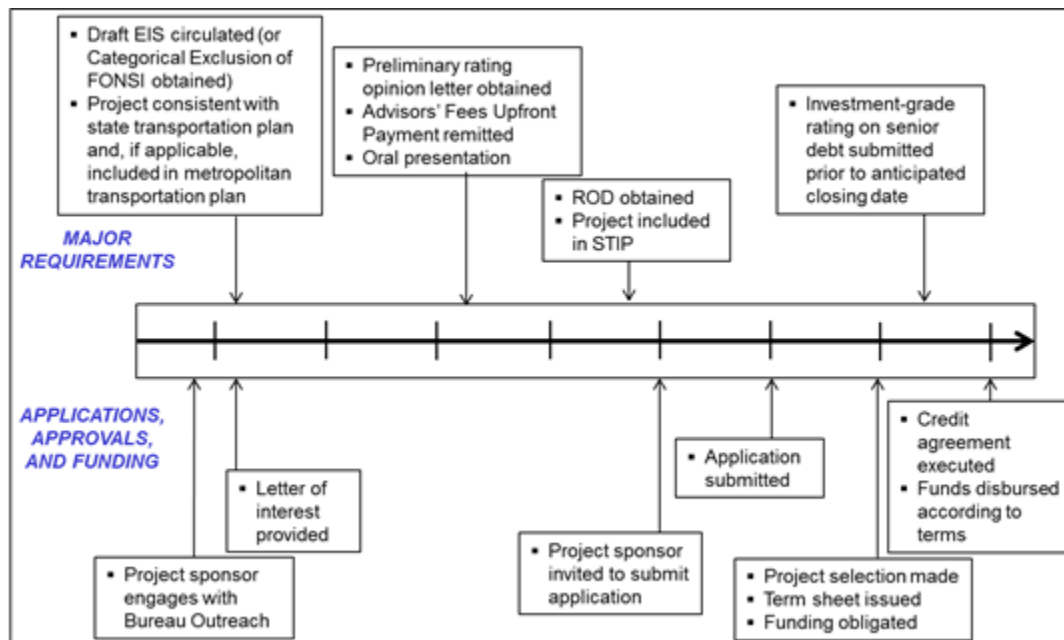 ▪ Draft EIS circulated (or
Categorical Exclusion of
FONSI obtained)
▪ Project consistent with
state transportation plan
and, if applicable,
included in metropolitan
transportation plan
▪ Preliminary rating
opinion letter obtained
▪ Advisors' Fees Upfront
Payment remitted
▪ Oral presentation
▪ ROD obtained
▪ Project included
in STIP
▪ Investment-grade
rating on senior
debt submitted
prior to anticipated
closing date
MAJOR
REQUIREMENTS
APPLICATIONS,
APPROVALS,
AND FUNDING
▪ Project sponsor
engages with
Bureau Outreach
▪ Letter of
interest
provided
▪ Project sponsor
invited to submit
application
▪ Application
submitted
▪ Project selection made
▪ Term sheet issued
▪ Funding obligated
▪ Credit
agreement
executed
▪ Funds disbursed
according to
terms